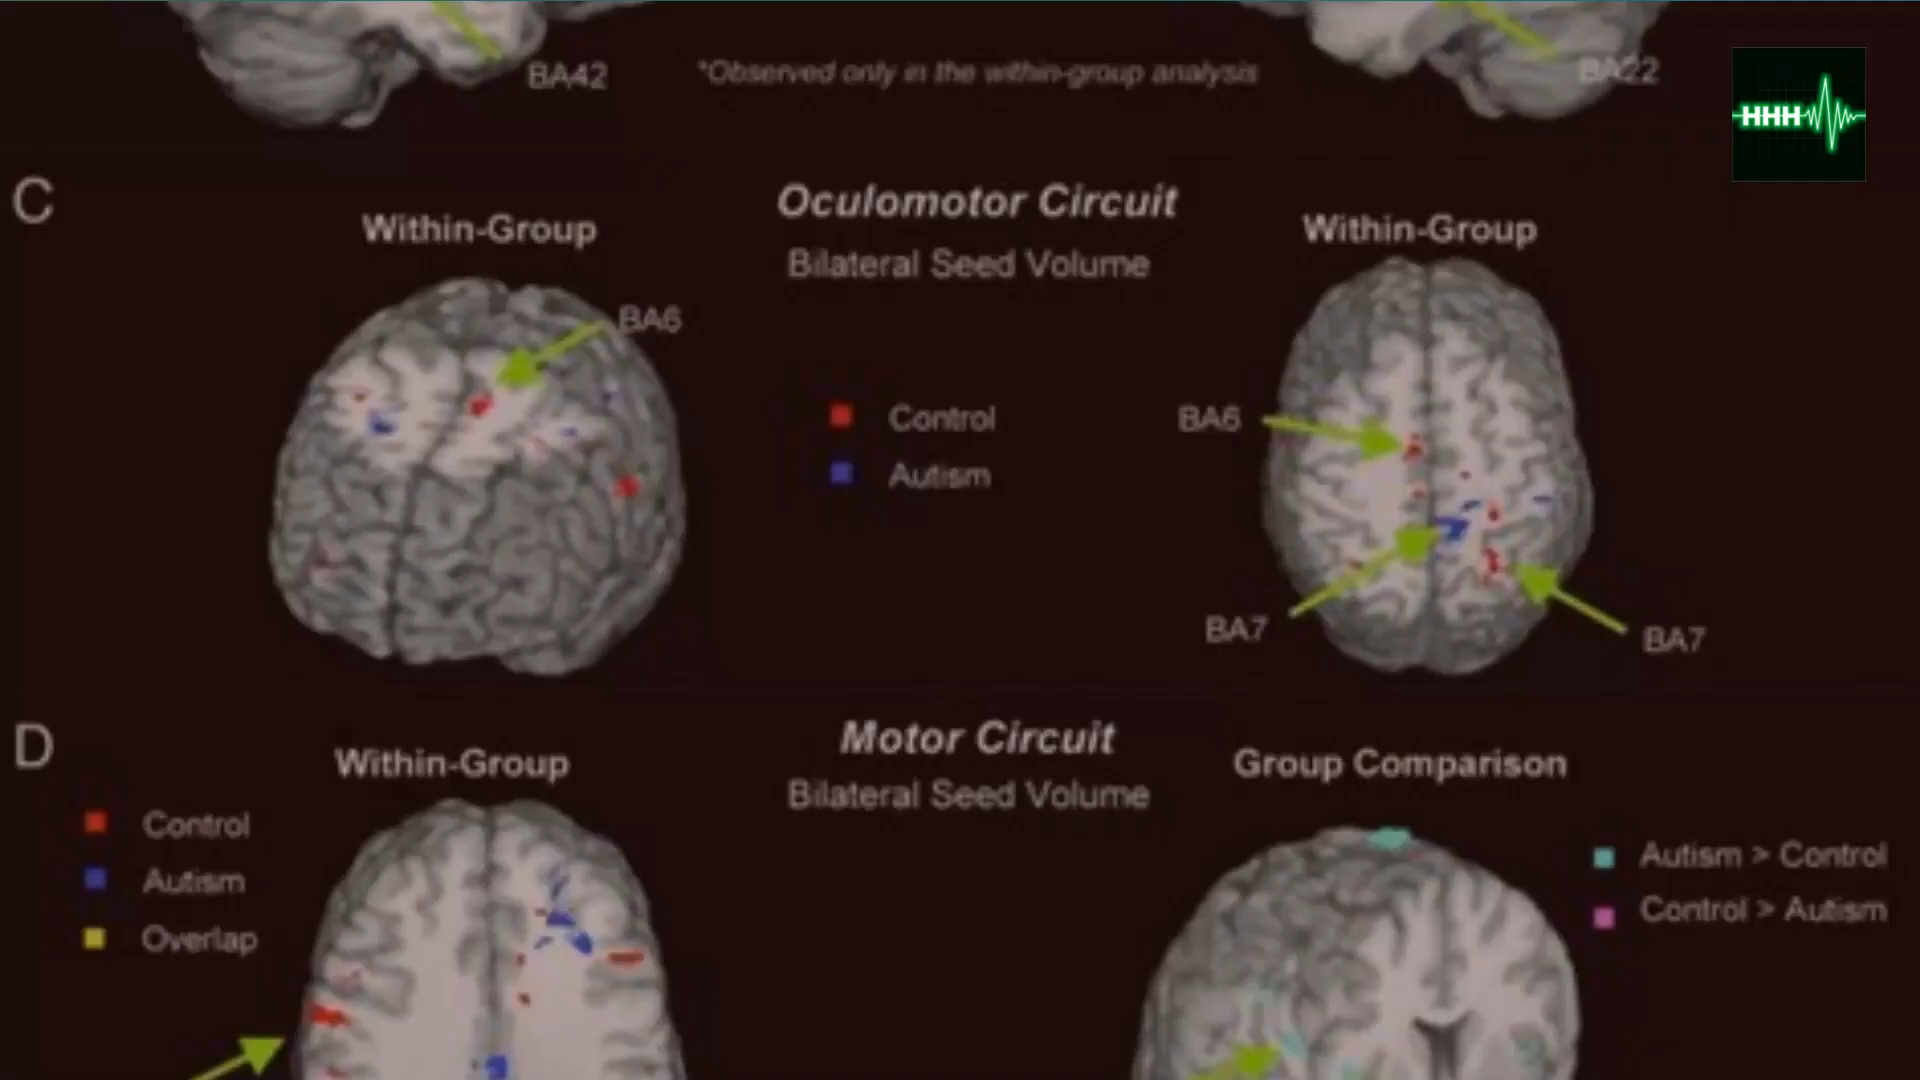 BA42
*Observed only in the within-group analysis
BA22
HHH
C
Oculomotor Circuit
Bilateral Seed Volume
Within-Group
BA6
Control
Autism
Within-Group
BA6
BA7
BA7
D
Motor Circuit
Bilateral Seed Volume
Within-Group
Control
Autism
Overlap
Group Comparison
Autism > Control
Control > Autism